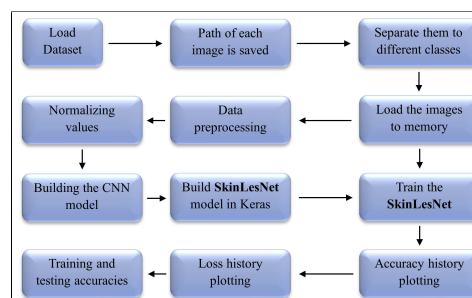 Load
Dataset
Path of each
image is saved
Separate them to
different classes
Load the images
to memory
Data
preprocessing
Normalizing
values
Building the CNN
model
Build SkinLesNet
model in Keras
Train the
SkinLesNet
Accuracy history
plotting
Loss history
plotting
Training and
testing accuracies